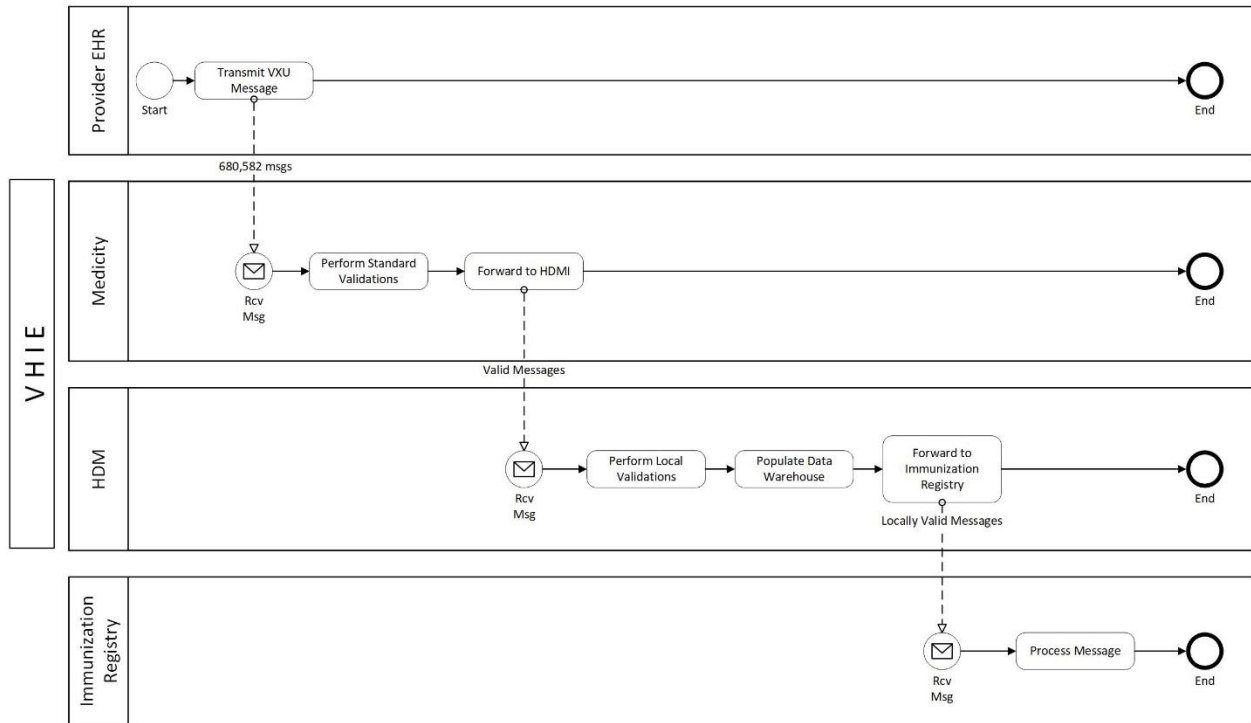 Provider EHR
Start
Transmit VXU
Message
End
680,582 msgs
V H I E
Medicity
Rcv
Msg
Perform Standard
Validations
Forward to HDMI
End
Valid Messages
HDM
Rcv
Msg
Perform Local
Validations
Populate Data
Warehouse
Forward to
Immunization
Registry
End
Locally Valid Messages
Immunization
Registry
Rcv
Msg
Process Message
End